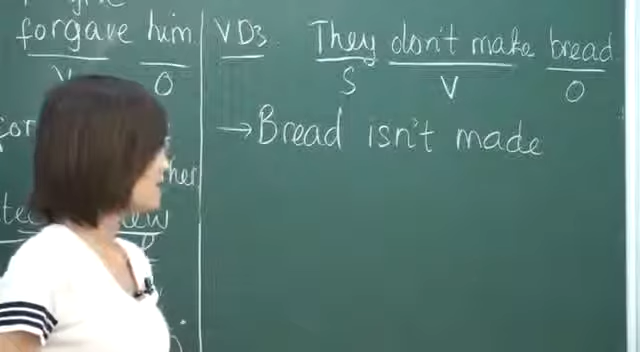 forgave him
V O
VD3. They don't make bread
S V O
→ Bread isn't made